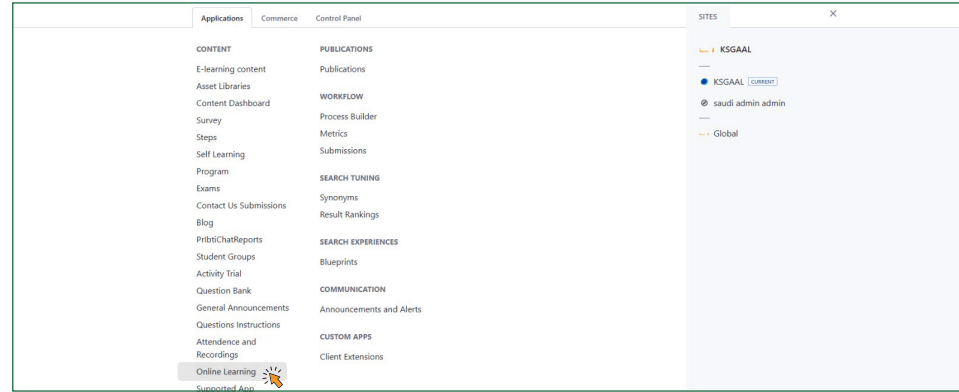 Applications
Commerce
Control Panel
SITES
CONTENT
E-learning content
Asset Libraries
Content Dashboard
Survey
Steps
Self Learning
Program
Exams
Contact Us Submissions
Blog
PrIbtiChatReports
Student Groups
Activity Trial
Question Bank
General Announcements
Questions Instructions
Attendence and
Recordings
Online Learning
Supported App
PUBLICATIONS
Publications
WORKFLOW
Process Builder
Metrics
Submissions
SEARCH TUNING
Synonyms
Result Rankings
SEARCH EXPERIENCES
Blueprints
COMMUNICATION
Announcements and Alerts
CUSTOM APPS
Client Extensions
KSGAAL
KSGAAL CURRENT
saudi admin admin
Global